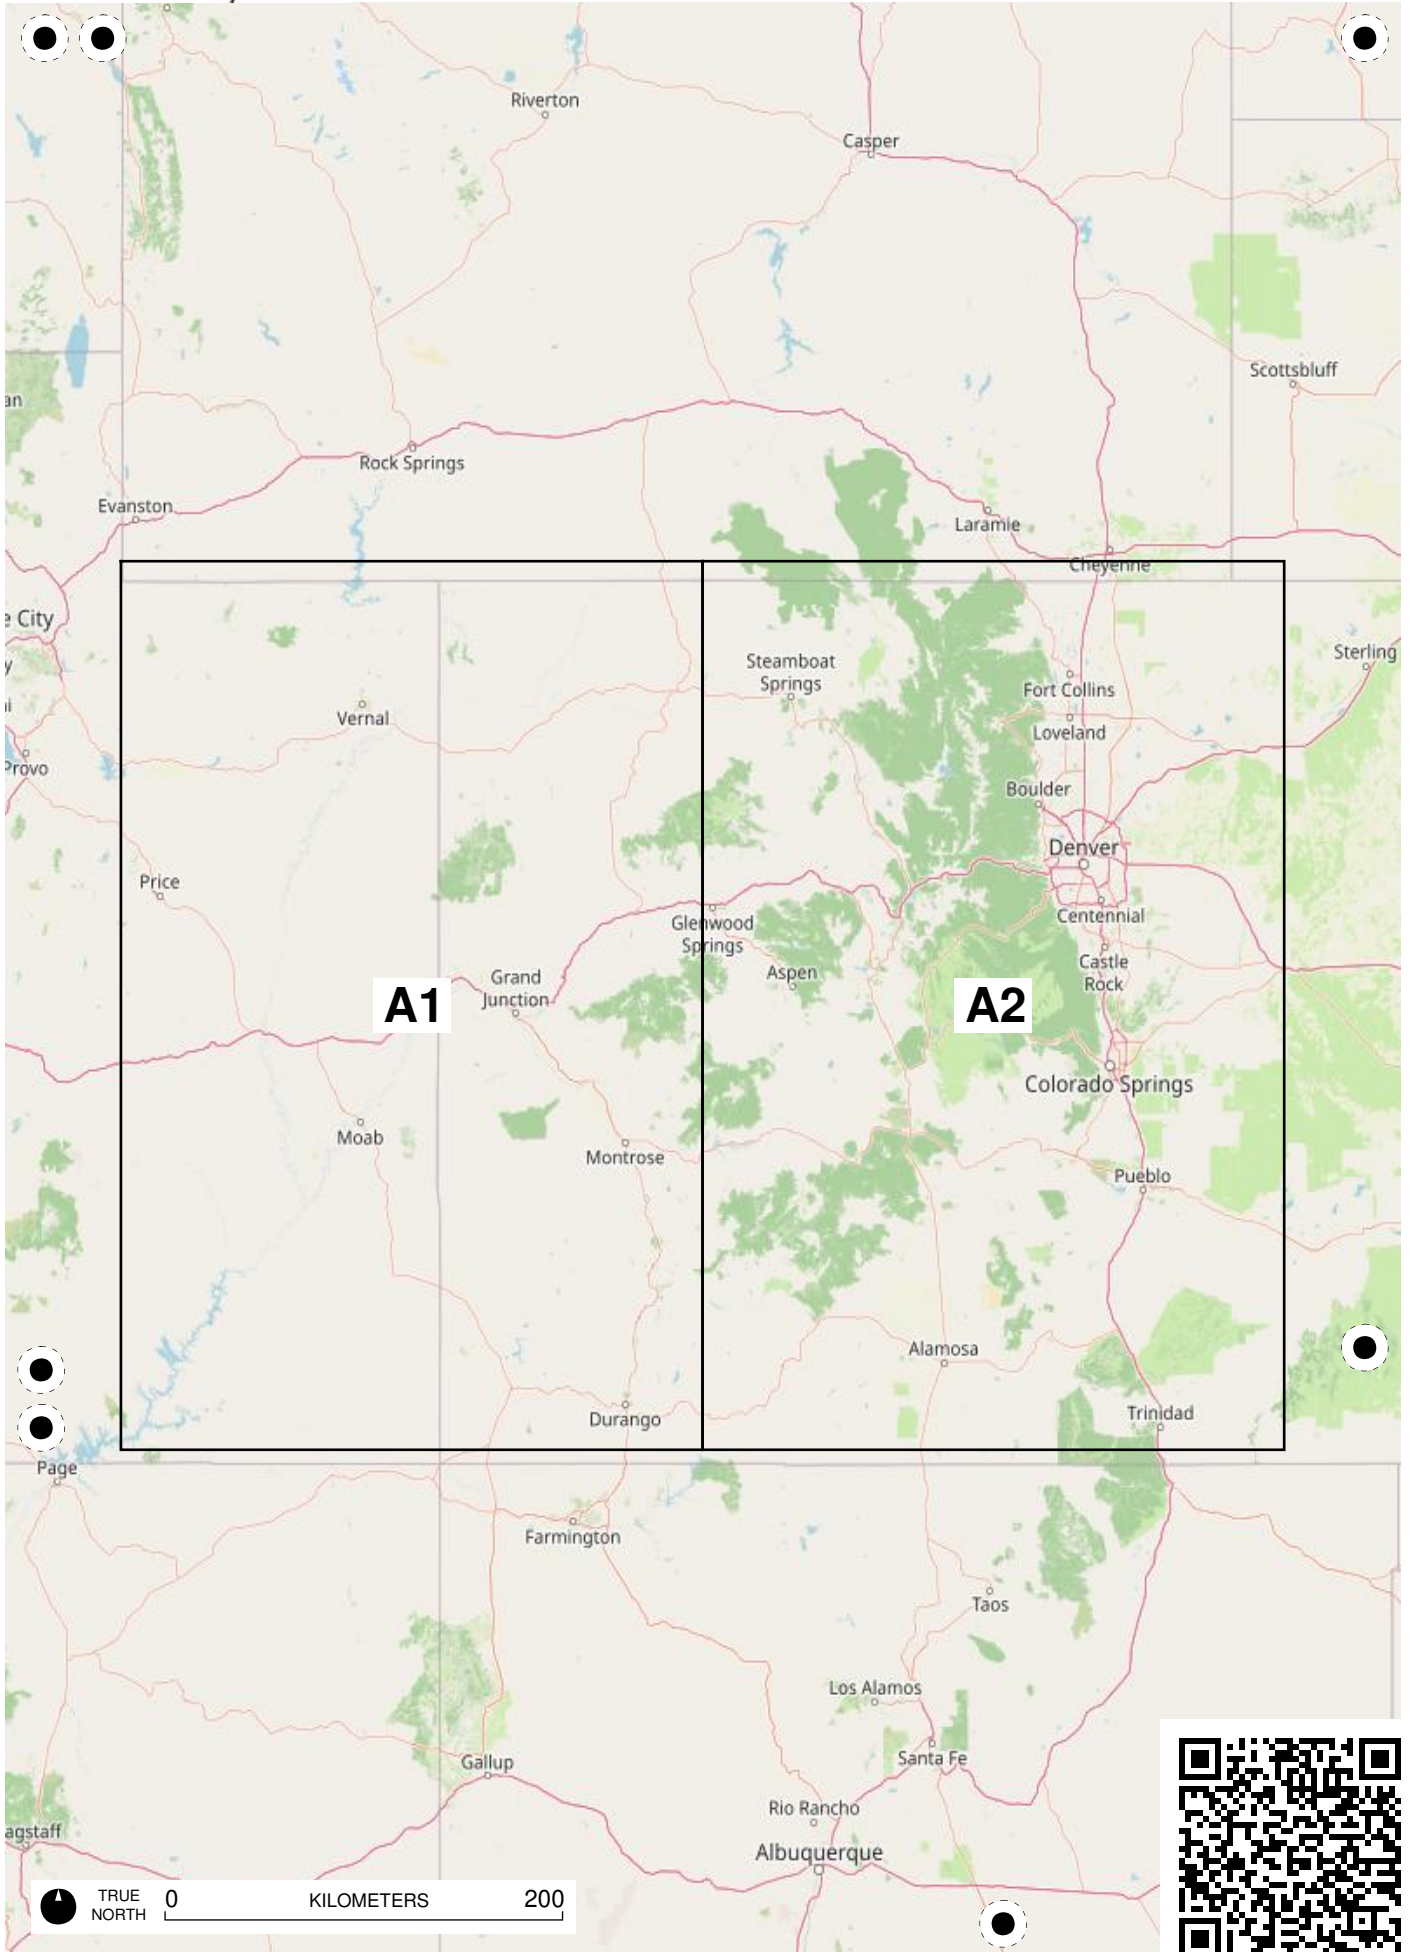 Riverton
Casper
Scottsbluff
an
Rock Springs
Evanston
Laramie
Cheyenne
e City
y
Steamboat
Springs
Sterling
Fort Collins
ni
Vernal
Loveland
Provo
Boulder
Denver
Price
Centennial
Glenwood
Springs
Castle
Rock
Aspen
Grand
Junction
A1
A2
Colorado Springs
Moab
Montrose
Pueblo
Alamosa
Durango
Trinidad
Page
Farmington
Taos
Los Alamos
Santa Fe
Gallup
Rio Rancho
agstaff
Albuquerque
TRUE
NORTH
0 KILOMETERS 200